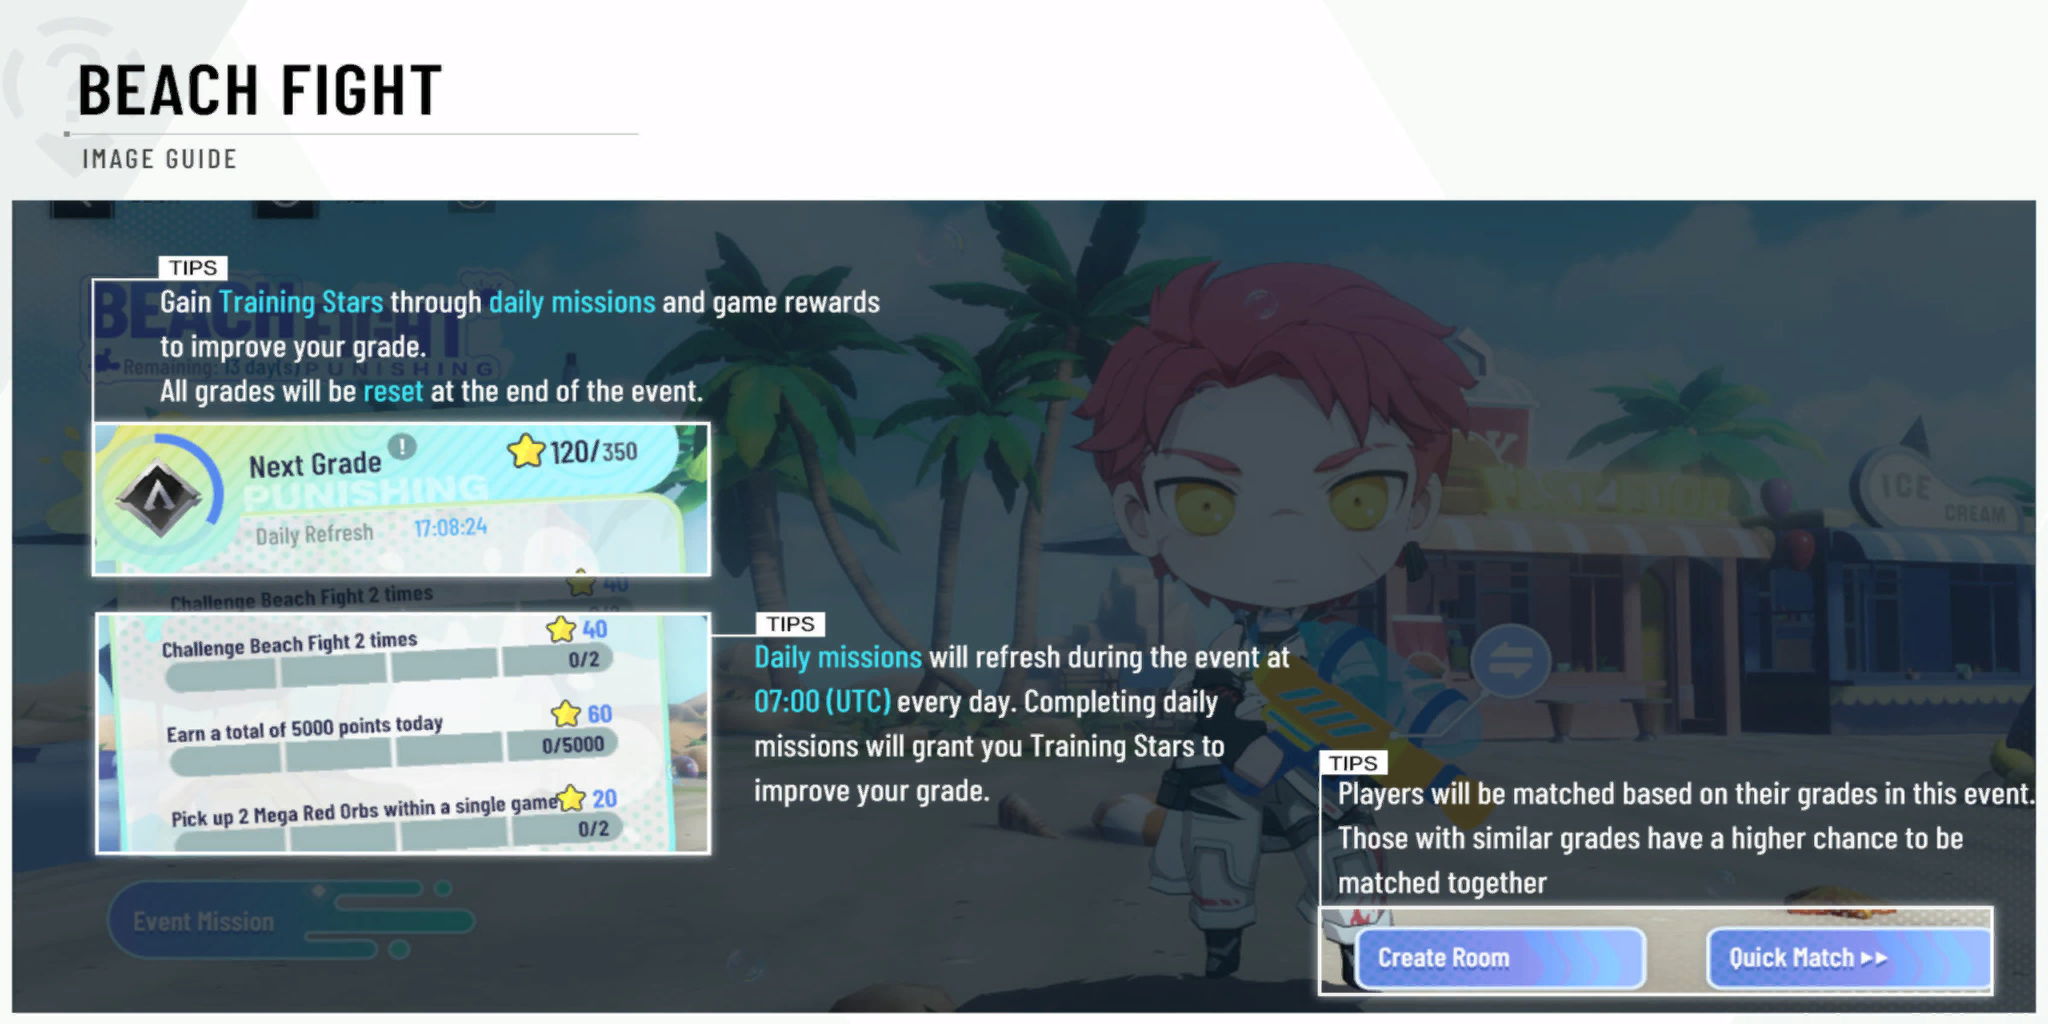 BEACH FIGHT
IMAGE GUIDE
TIPS
Gain Training Stars through daily missions and game rewards
to improve your grade.
All grades will be reset at the end of the event.
BEACH FIGHT
Remaining: 13 day(s) PUNISHING
Next Grade
120/350
PUNISHING
Daily Refresh 17:08:24
Challenge Beach Fight 2 times 40
Challenge Beach Fight 2 times 40
0/2
Earn a total of 5000 points today 60
0/5000
Pick up 2 Mega Red Orbs within a single game 20
0/2
TIPS
Daily missions will refresh during the event at
07:00 (UTC) every day. Completing daily
missions will grant you Training Stars to
improve your grade.
ICE
CREAM
TIPS
Players will be matched based on their grades in this event.
Those with similar grades have a higher chance to be
matched together
Event Mission
Create Room
Quick Match